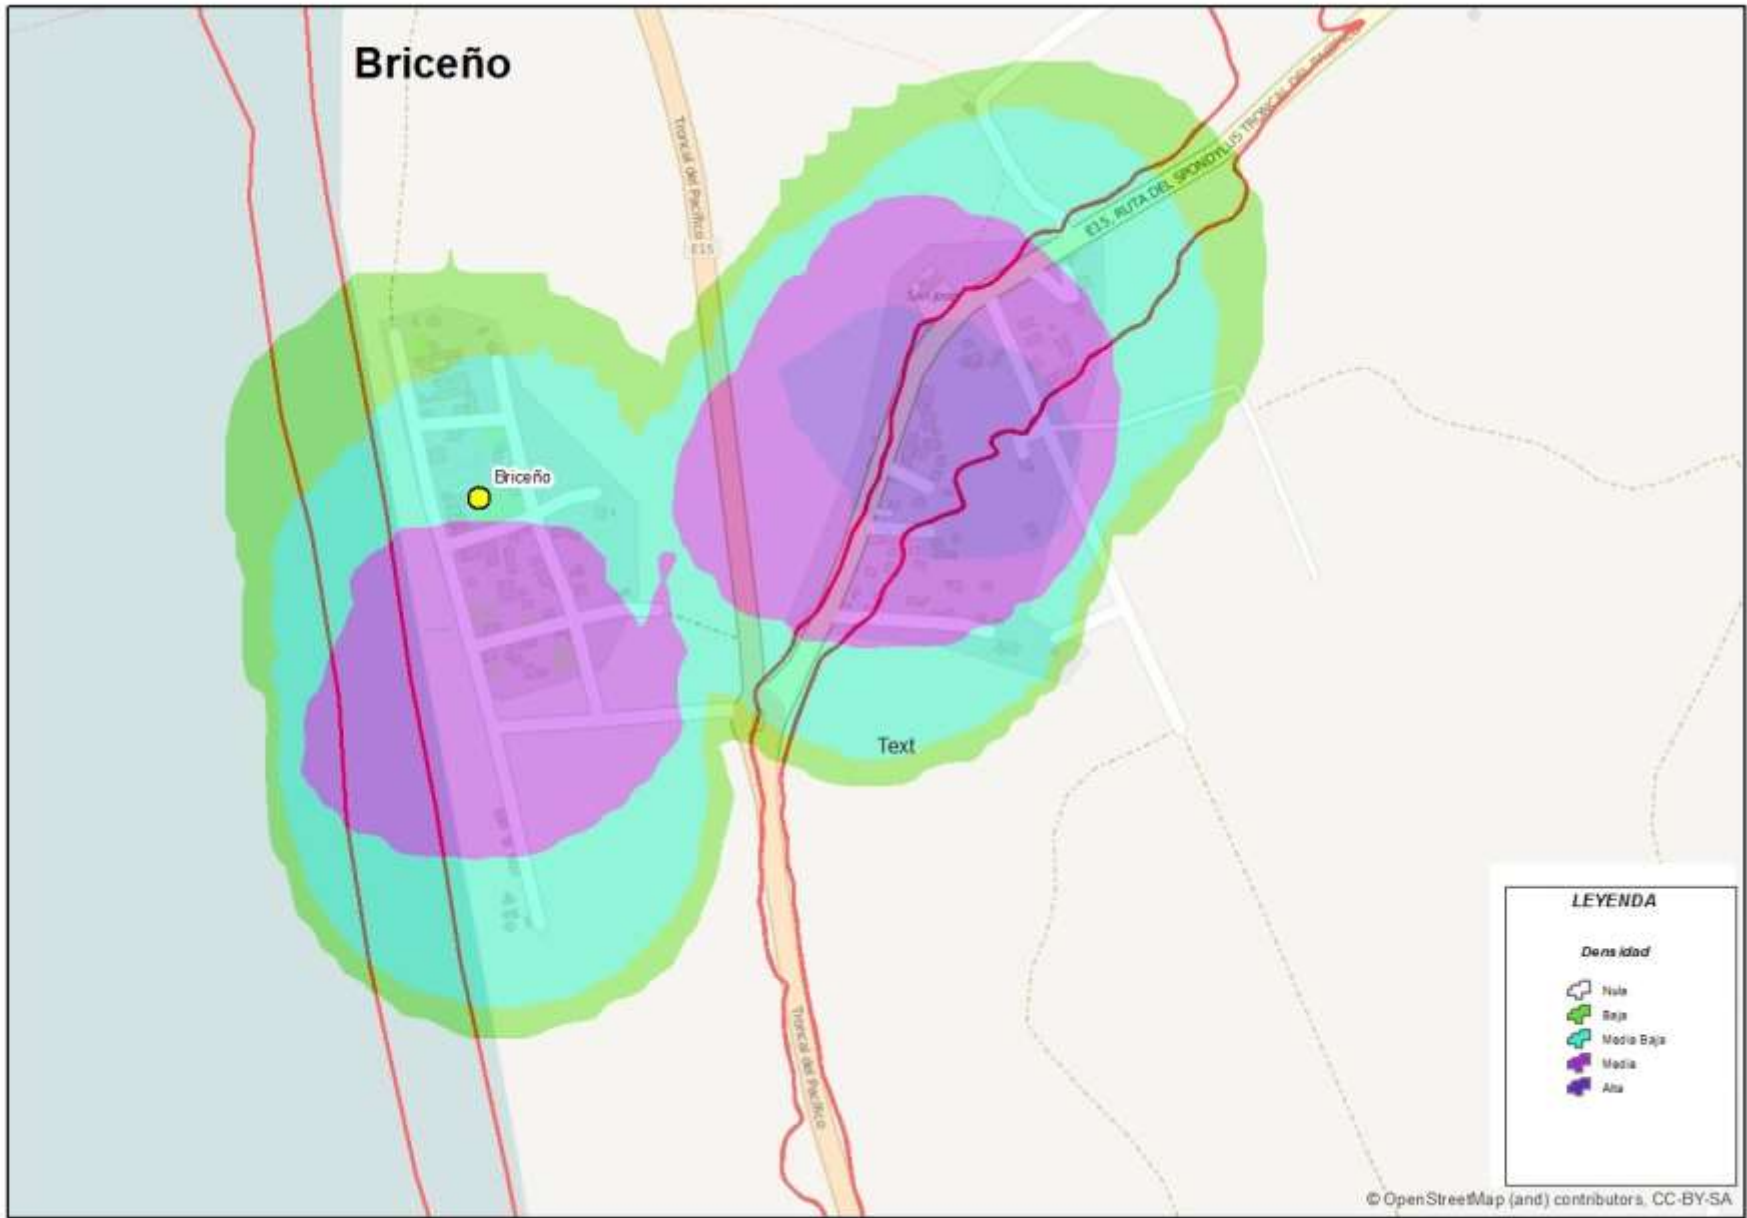 Briceño
Troncal del Pacífico
E15
E15, RUTA DEL SPONDYLUS TRONCAL DEL
Briceño
Text
Troncal del Pacífico
LEYENDA
Densidad
Nula
Baja
Media Baja
Media
Alta
© OpenStreetMap (and) contributors, CC-BY-SA